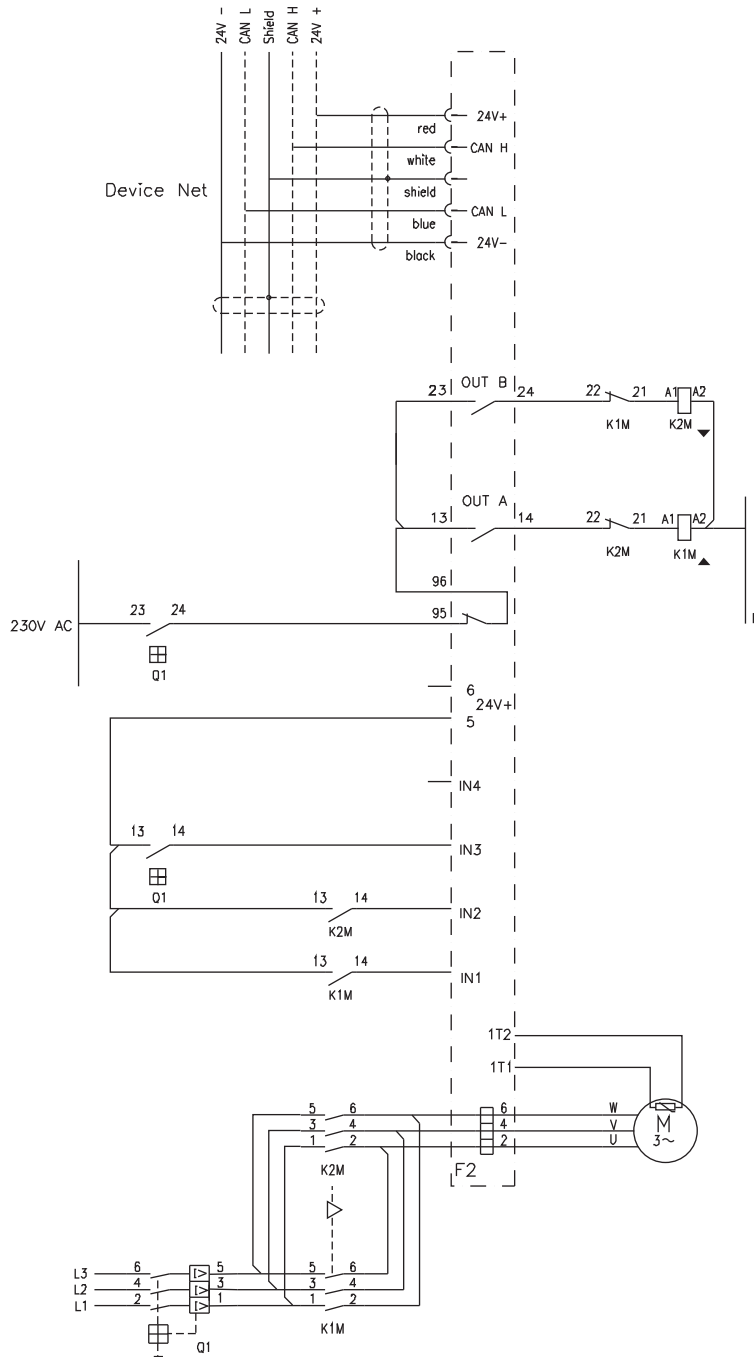 24V - CAN L Shield CAN H 24V +
24V+
red
CAN H
white
Device Net
shield
CAN L
blue
24V-
black
23 OUT B 24 22 21 A1 A2
K1M K2M
OUT A
13 14 22 21 A1 A2
K2M K1M
96
23 24 95
230V AC
Q1
6
24V+
5
IN4
13 14
IN3
Q1
13 14
IN2
K2M
13 14
IN1
K1M
1T2
1T1
5 6 6 W
3 4 4 V M
1 2 2 U 3~
K2M
F2
L3 6 [> 5 5 6
L2 4 [> 3 3 4
L1 2 [> 1 1 2
Q1 K1M